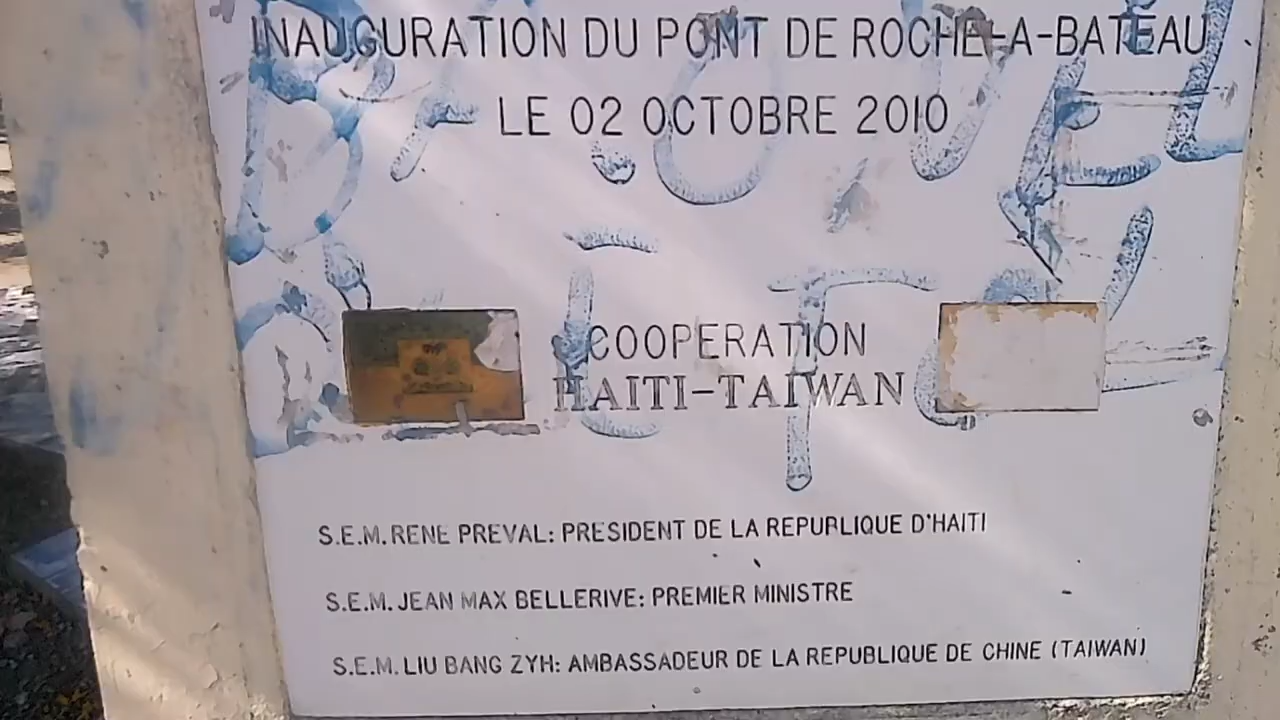 INAUGURATION DU PONT DE ROCHE-A-BATEAU
LE 02 OCTOBRE 2010
COOPERATION
HAITI-TAIWAN
S.E.M. RENE PREVAL: PRESIDENT DE LA REPUBLIQUE D'HAITI
S.E.M. JEAN MAX BELLERIVE: PREMIER MINISTRE
S.E.M. LIU BANG ZYH: AMBASSADEUR DE LA REPUBLIQUE DE CHINE (TAIWAN)